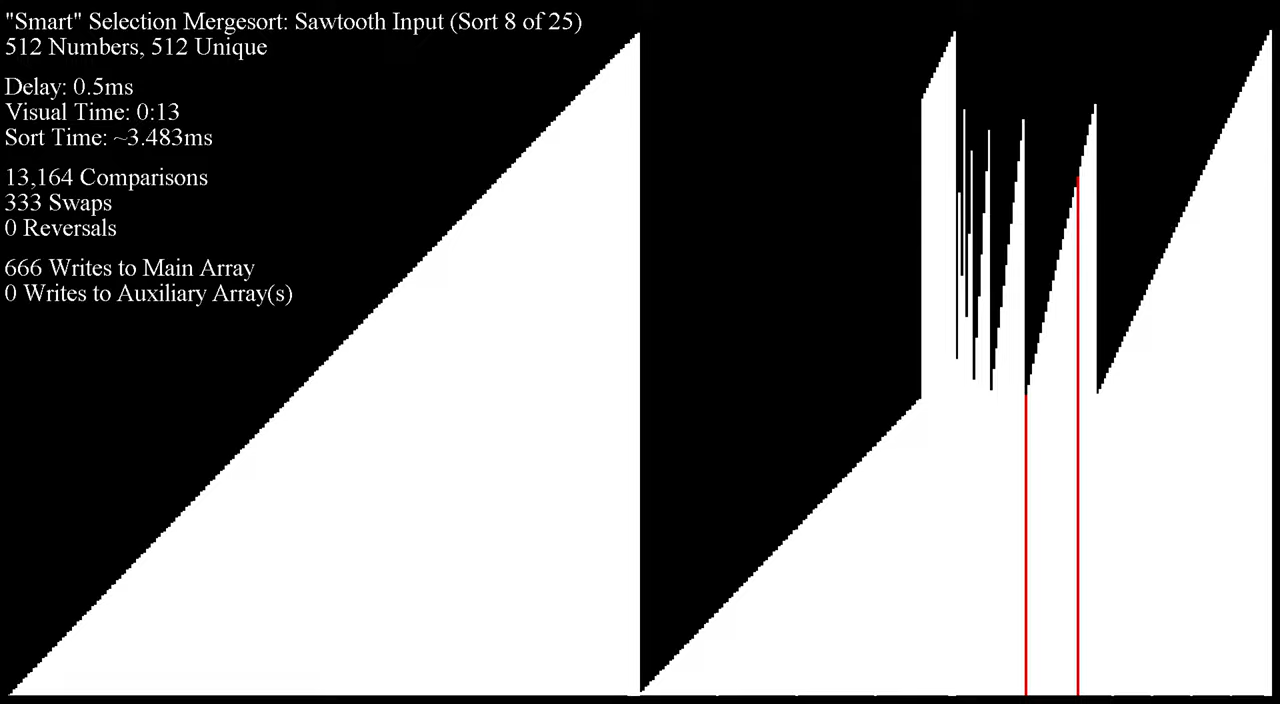 "Smart" Selection Mergesort: Sawtooth Input (Sort 8 of 25)
512 Numbers, 512 Unique
Delay: 0.5ms
Visual Time: 0:13
Sort Time: ~3.483ms
13,164 Comparisons
333 Swaps
0 Reversals
666 Writes to Main Array
0 Writes to Auxiliary Array(s)